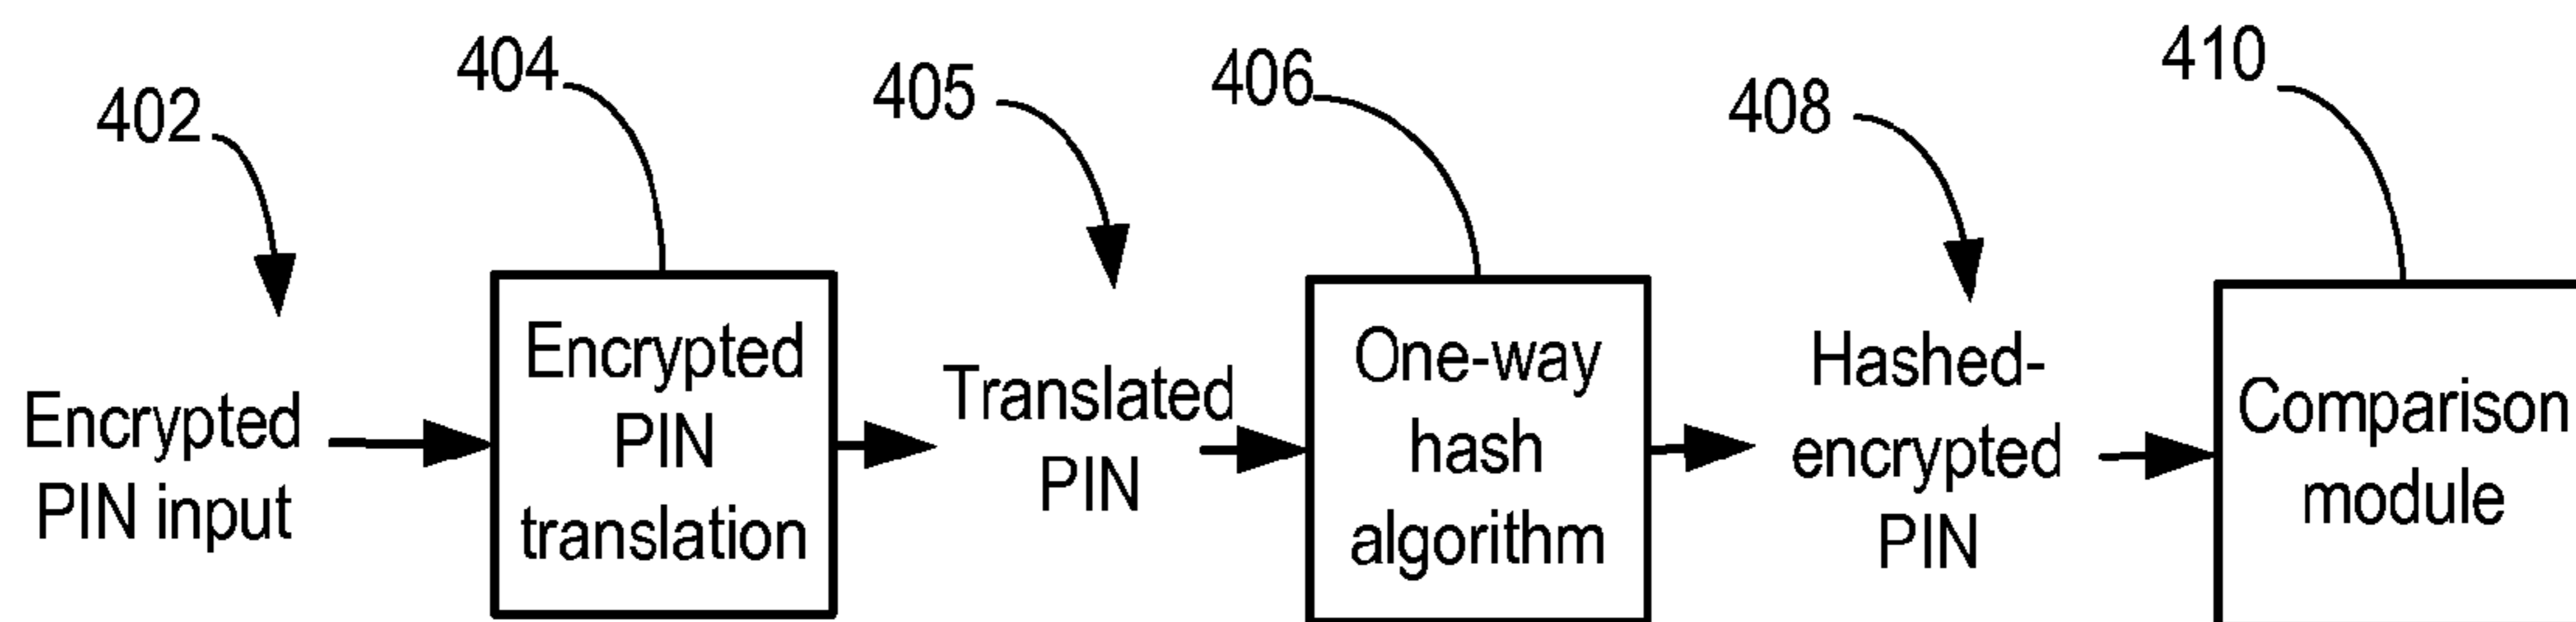 402
404
405
406
408
410
Encrypted
PIN input
Encrypted
PIN
translation
Translated
PIN
One-way
hash
algorithm
Hashed-
encrypted
PIN
Comparison
module